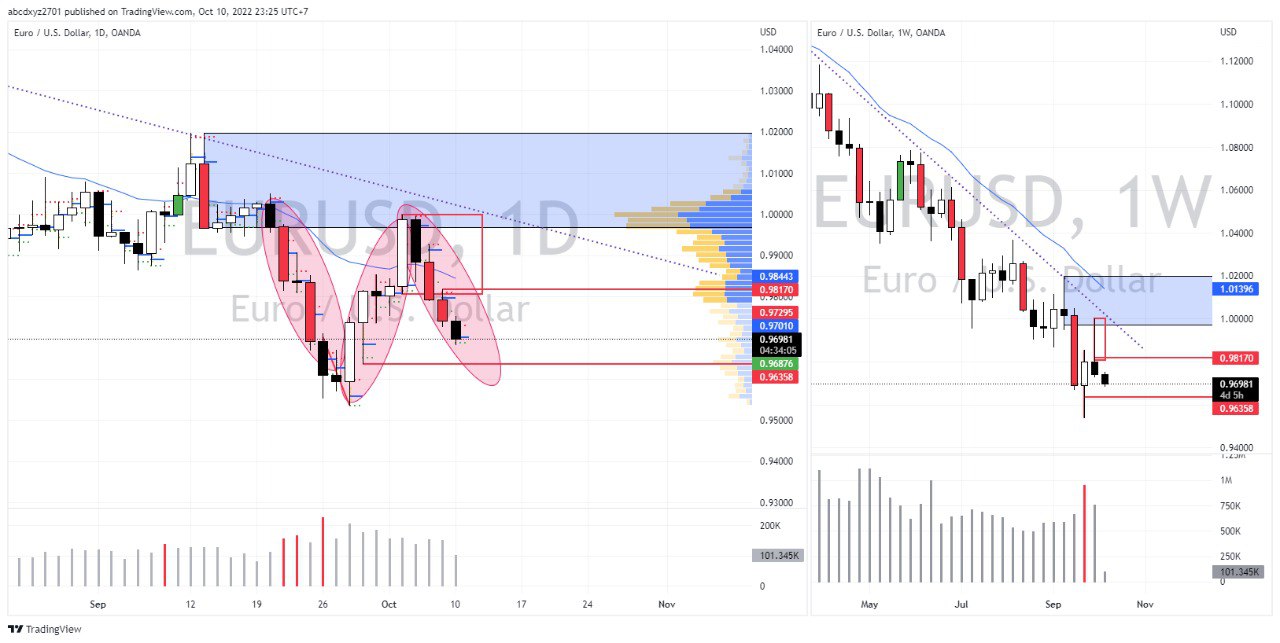 abcdxyz2701 published on TradingView.com, Oct 10, 2022 23:25 UTC+7
Euro / U.S. Dollar, 1D, OANDA
USD
1.04000
1.03000
1.02000
1.01000
1.00000
0.99000
0.98443
0.98170
0.98000
0.97295
0.97010
0.96981
04:34:05
0.96876
0.96358
0.95000
0.94000
0.93000
EURUSD, 1D
Euro / U.S. Dollar
200K
101.345K
0
Sep
12
19
26
Oct
10
17
24
Nov
Euro / U.S. Dollar, 1W, OANDA
USD
1.12000
1.10000
1.08000
1.06000
1.04000
1.02000
1.01396
1.00000
0.98170
0.96981
4d 5h
0.96358
0.94000
EURUSD, 1W
Euro / U.S. Dollar
1.25M
1M
750K
500K
250K
101.345K
0
May
Jul
Sep
Nov
TradingView